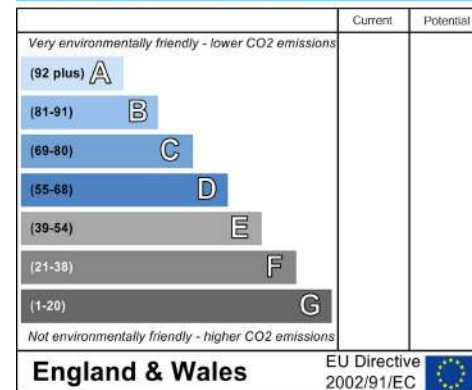 Current Potential
Very environmentally friendly - lower CO2 emissions
(92 plus) A
(81-91) B
(69-80) C
(55-68) D
(39-54) E
(21-38) F
(1-20) G
Not environmentally friendly - higher CO2 emissions
England & Wales
EU Directive
2002/91/EC